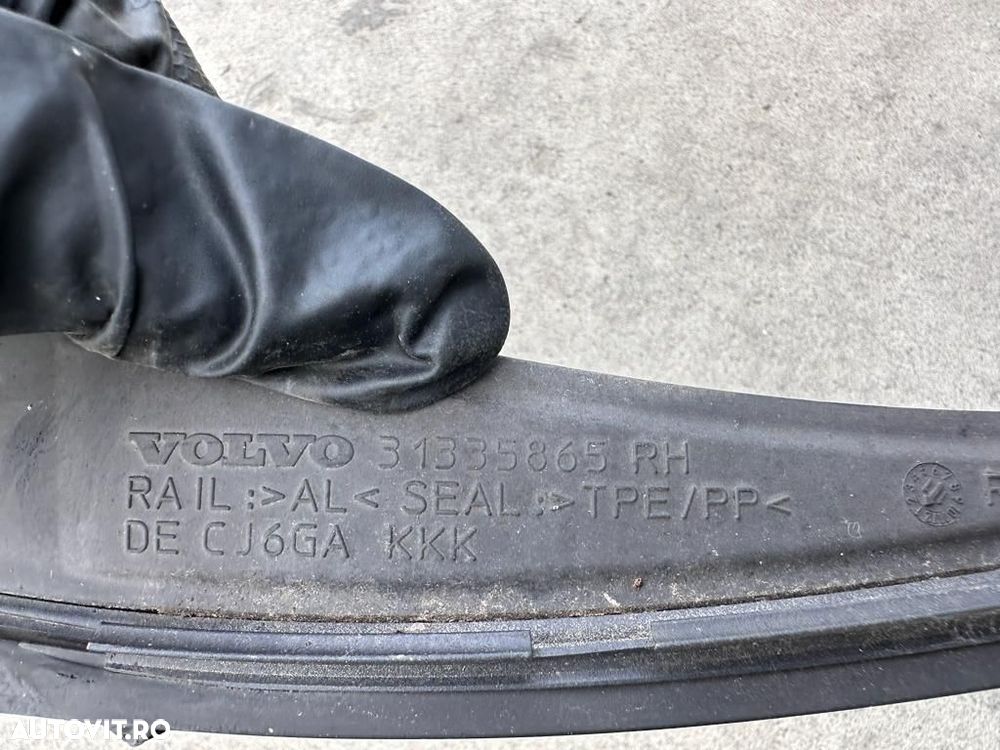 VOLVO 31335865 RH
RAIL:>AL< SEAL:>TPE/PP<
DE CJ6GA KKK
AUTOVIT.RO